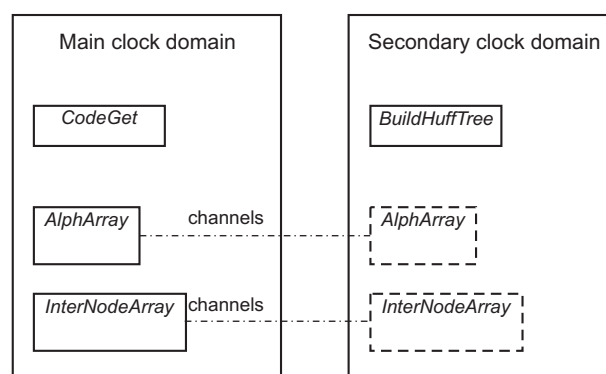 Main clock domain
Secondary clock domain
CodeGet
BuildHuffTree
AlphArray
channels
AlphArray
InterNodeArray
channels
InterNodeArray